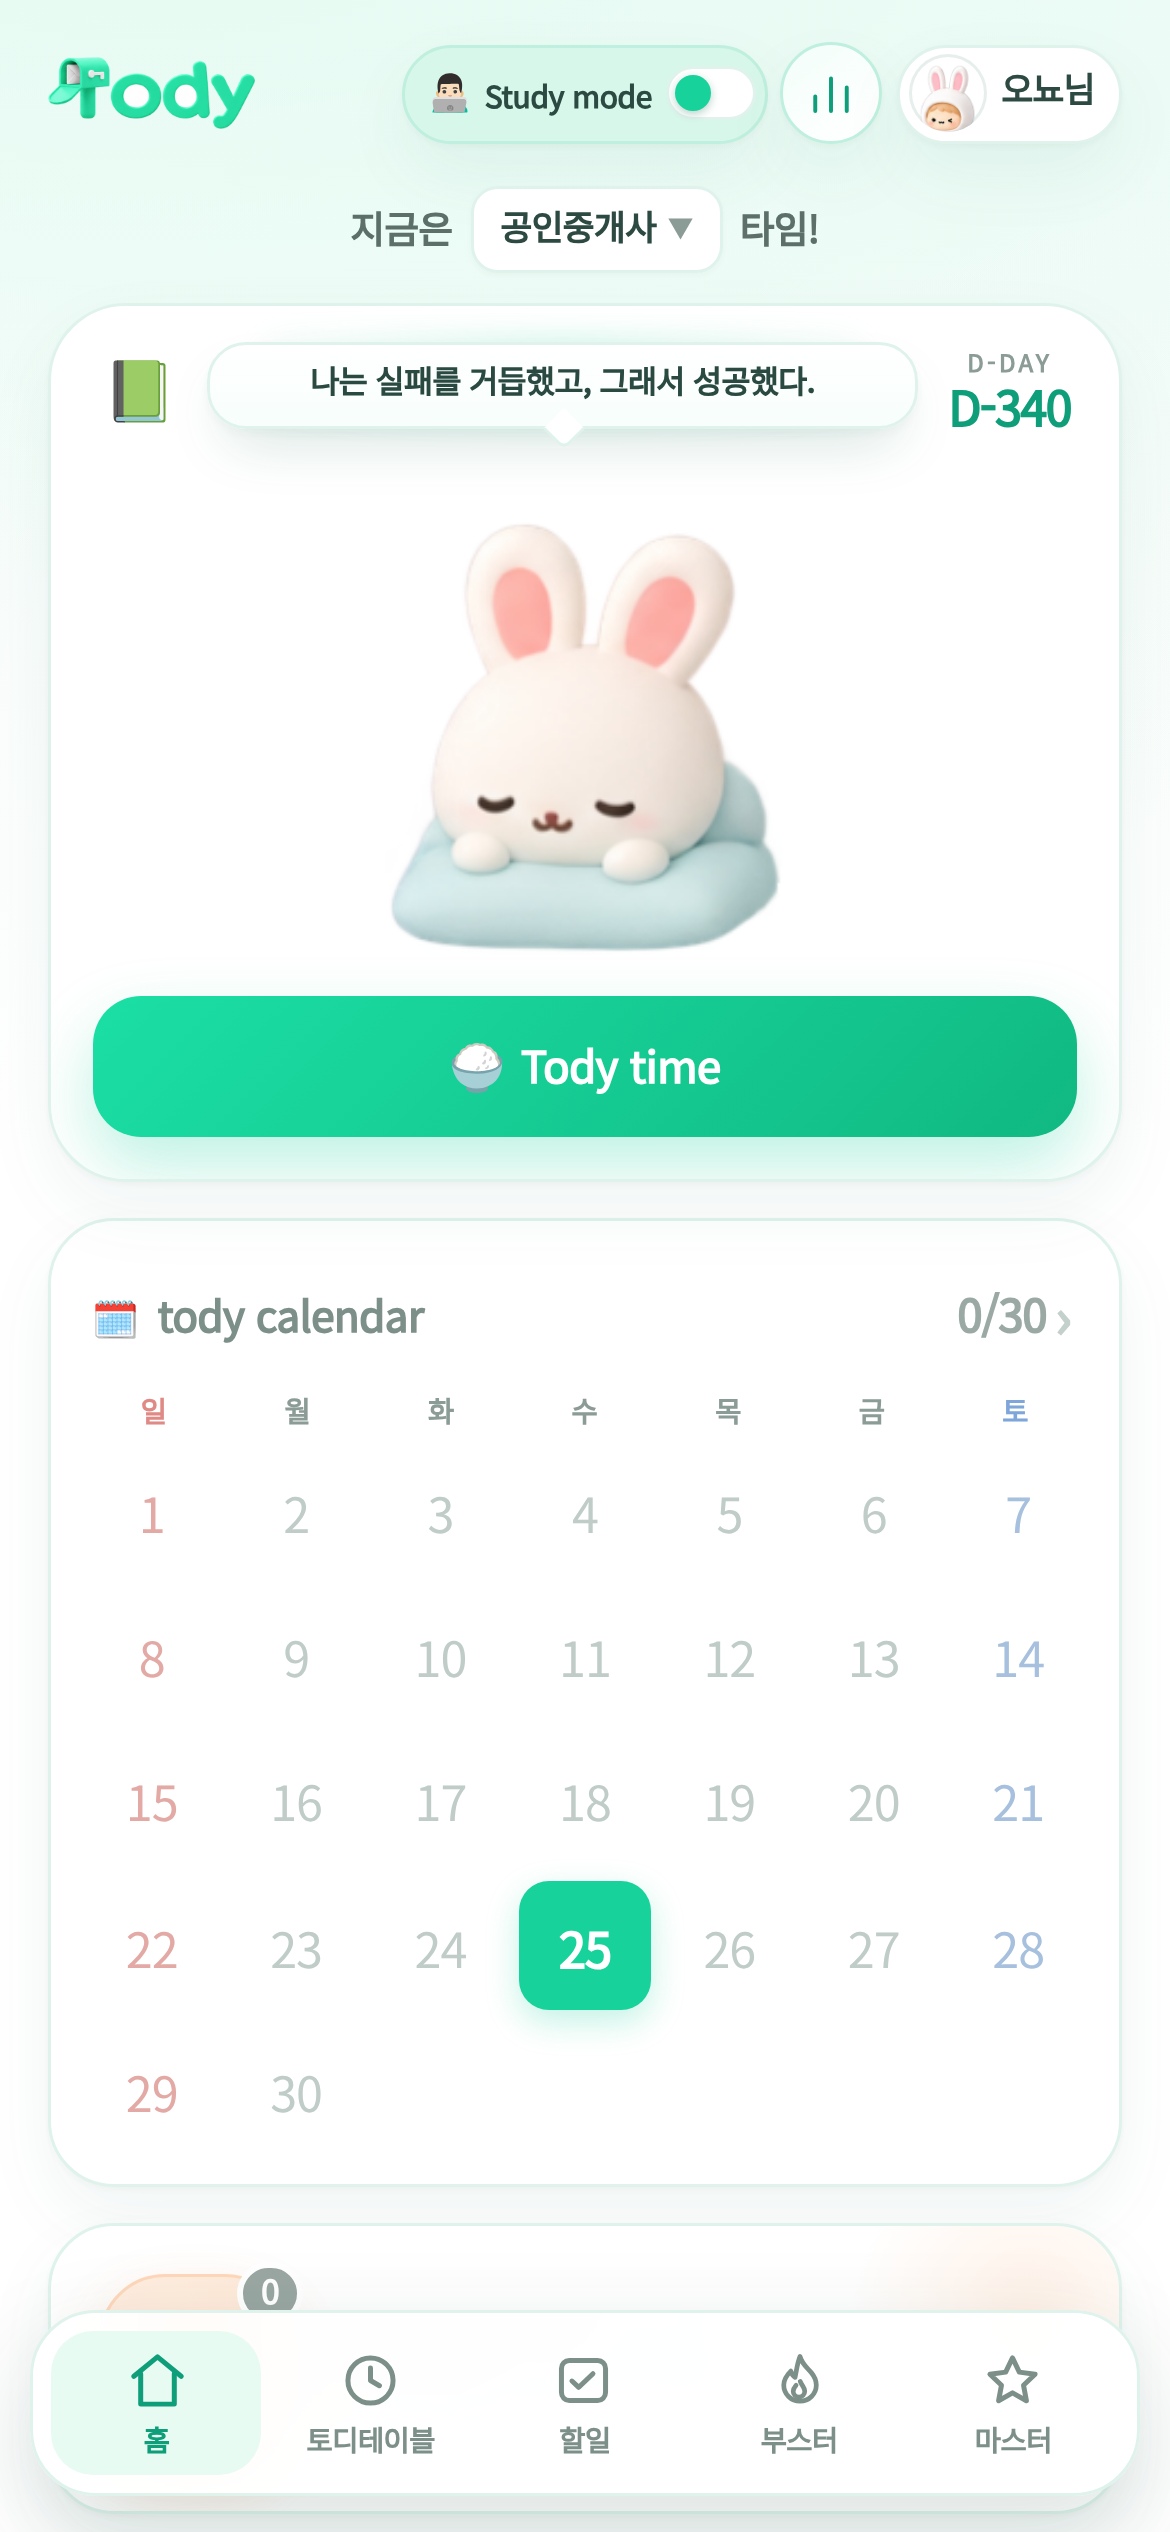 Tody
Study mode
오뇨님
지금은 공인중개사 ▼ 타임!
나는 실패를 거듭했고, 그래서 성공했다.
D-DAY
D-340
Tody time
tody calendar 0/30 ›
일 월 화 수 목 금 토
1 2 3 4 5 6 7
8 9 10 11 12 13 14
15 16 17 18 19 20 21
22 23 24 25 26 27 28
29 30
0
홈 토디테이블 할일 부스터 마스터